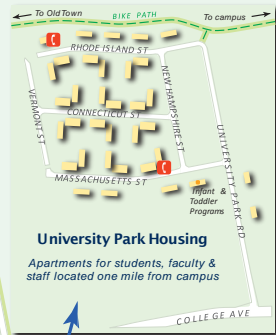 To OldTown
BIKE PATH
To campus
RHODE ISLAND ST
VERMONT ST
NEW HAMPSHIRE ST
CONNECTICUT ST
UNIVERSITY PARK RD
MASSACHUSETTS ST
Infant &
Toddler
Programs
University Park Housing
Apartments for students, faculty &
staff located one mile from campus
COLLEGE AVE